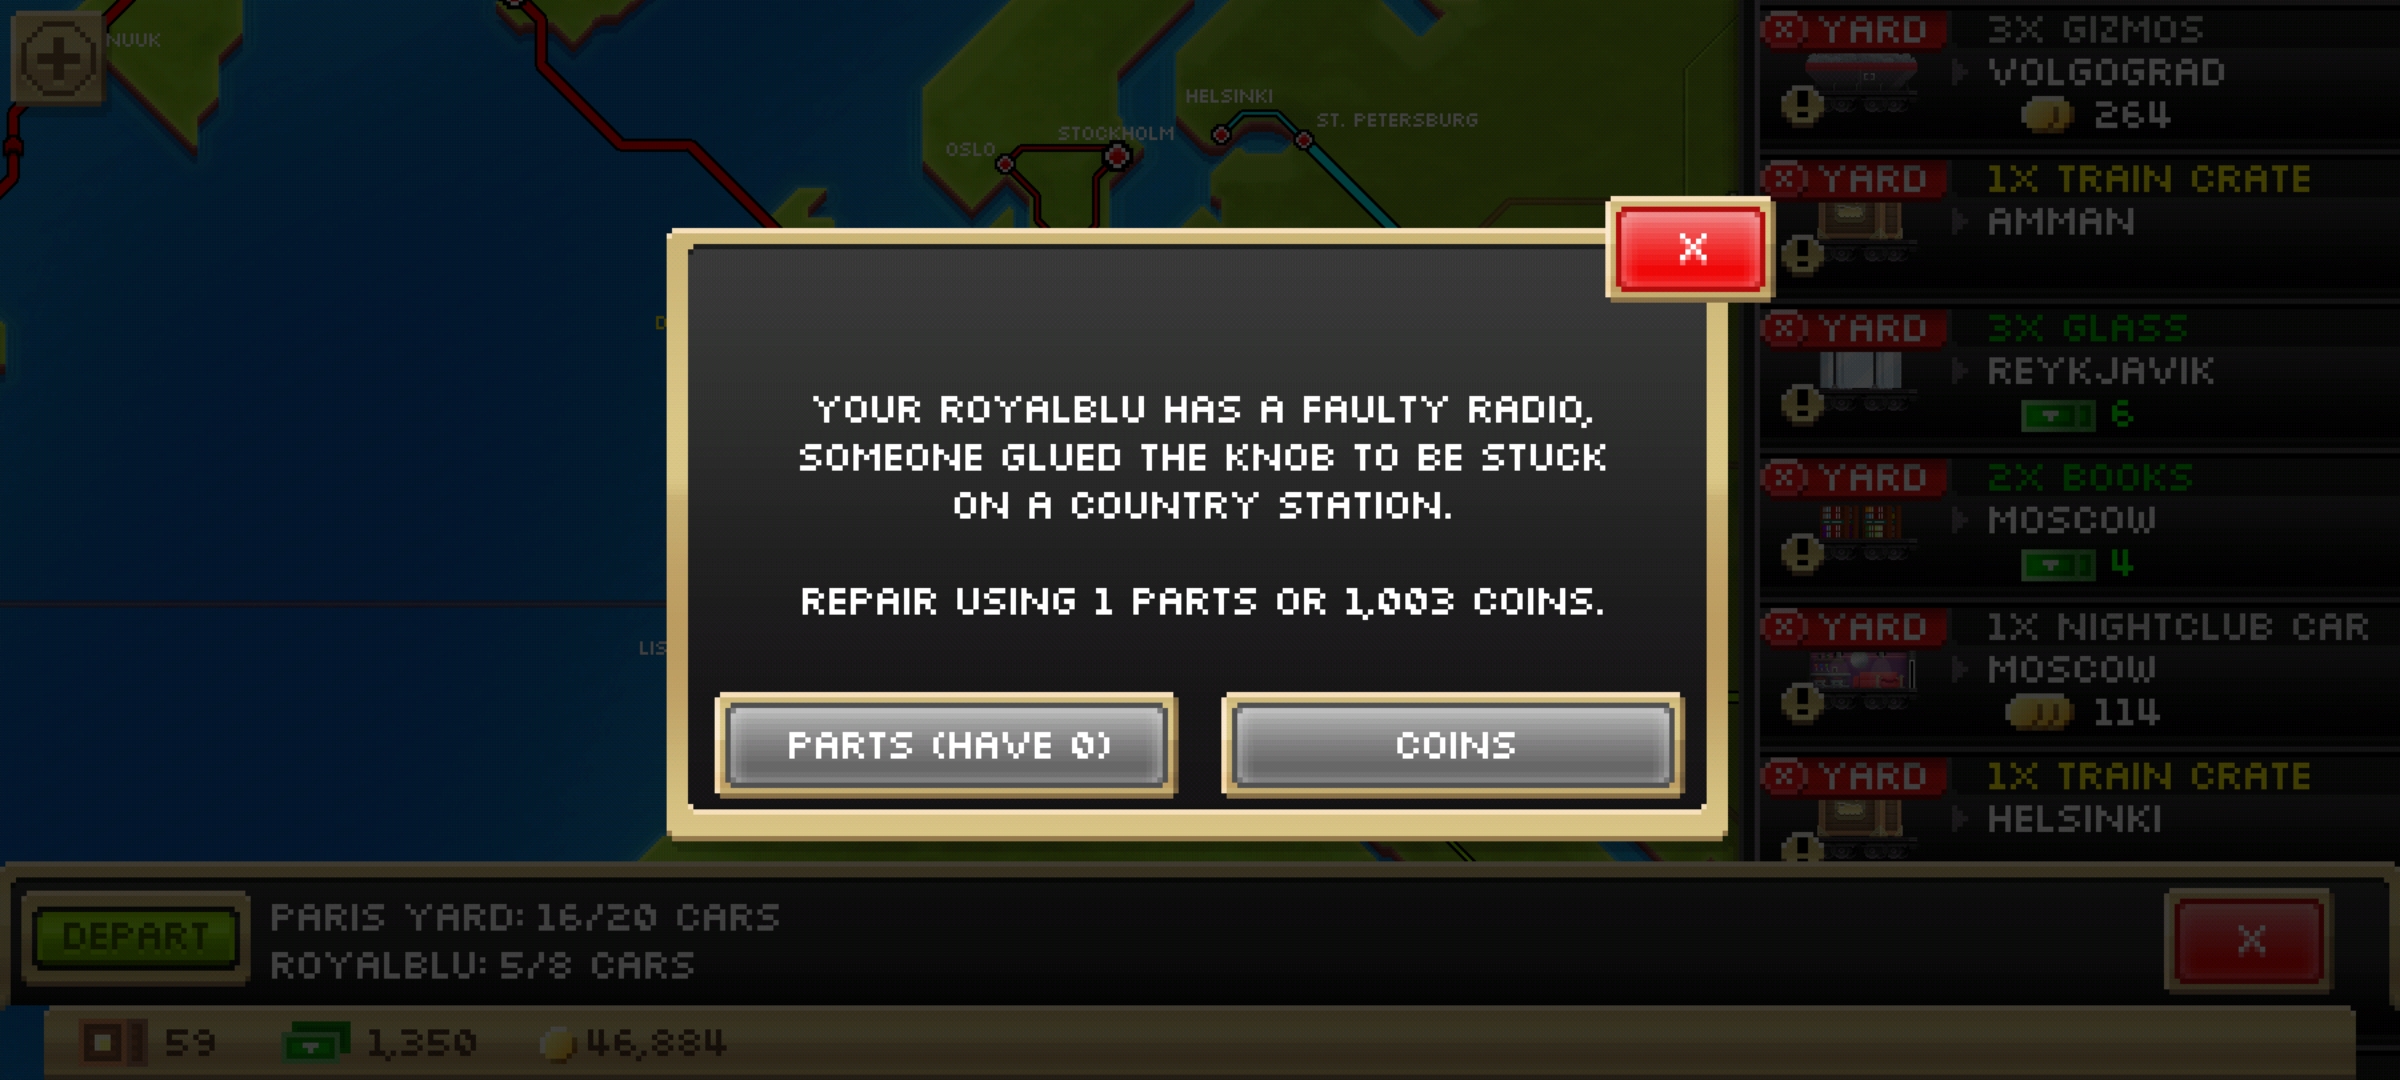 NUUK
HELSINKI
ST. PETERSBURG
STOCKHOLM
OSLO
LIS
YARD
3X GIZMOS
VOLGOGRAD
264
YARD
1X TRAIN CRATE
AMMAN
YARD
3X GLASS
REYKJAVIK
6
YARD
2X BOOKS
MOSCOW
4
YARD
1X NIGHTCLUB CAR
MOSCOW
114
YARD
1X TRAIN CRATE
HELSINKI
X
YOUR ROYALBLU HAS A FAULTY RADIO,
SOMEONE GLUED THE KNOB TO BE STUCK
ON A COUNTRY STATION.
REPAIR USING 1 PARTS OR 1,003 COINS.
PARTS (HAVE 0)
COINS
DEPART
PARIS YARD: 16/20 CARS
ROYALBLU: 5/8 CARS
X
59
1,350
46,884